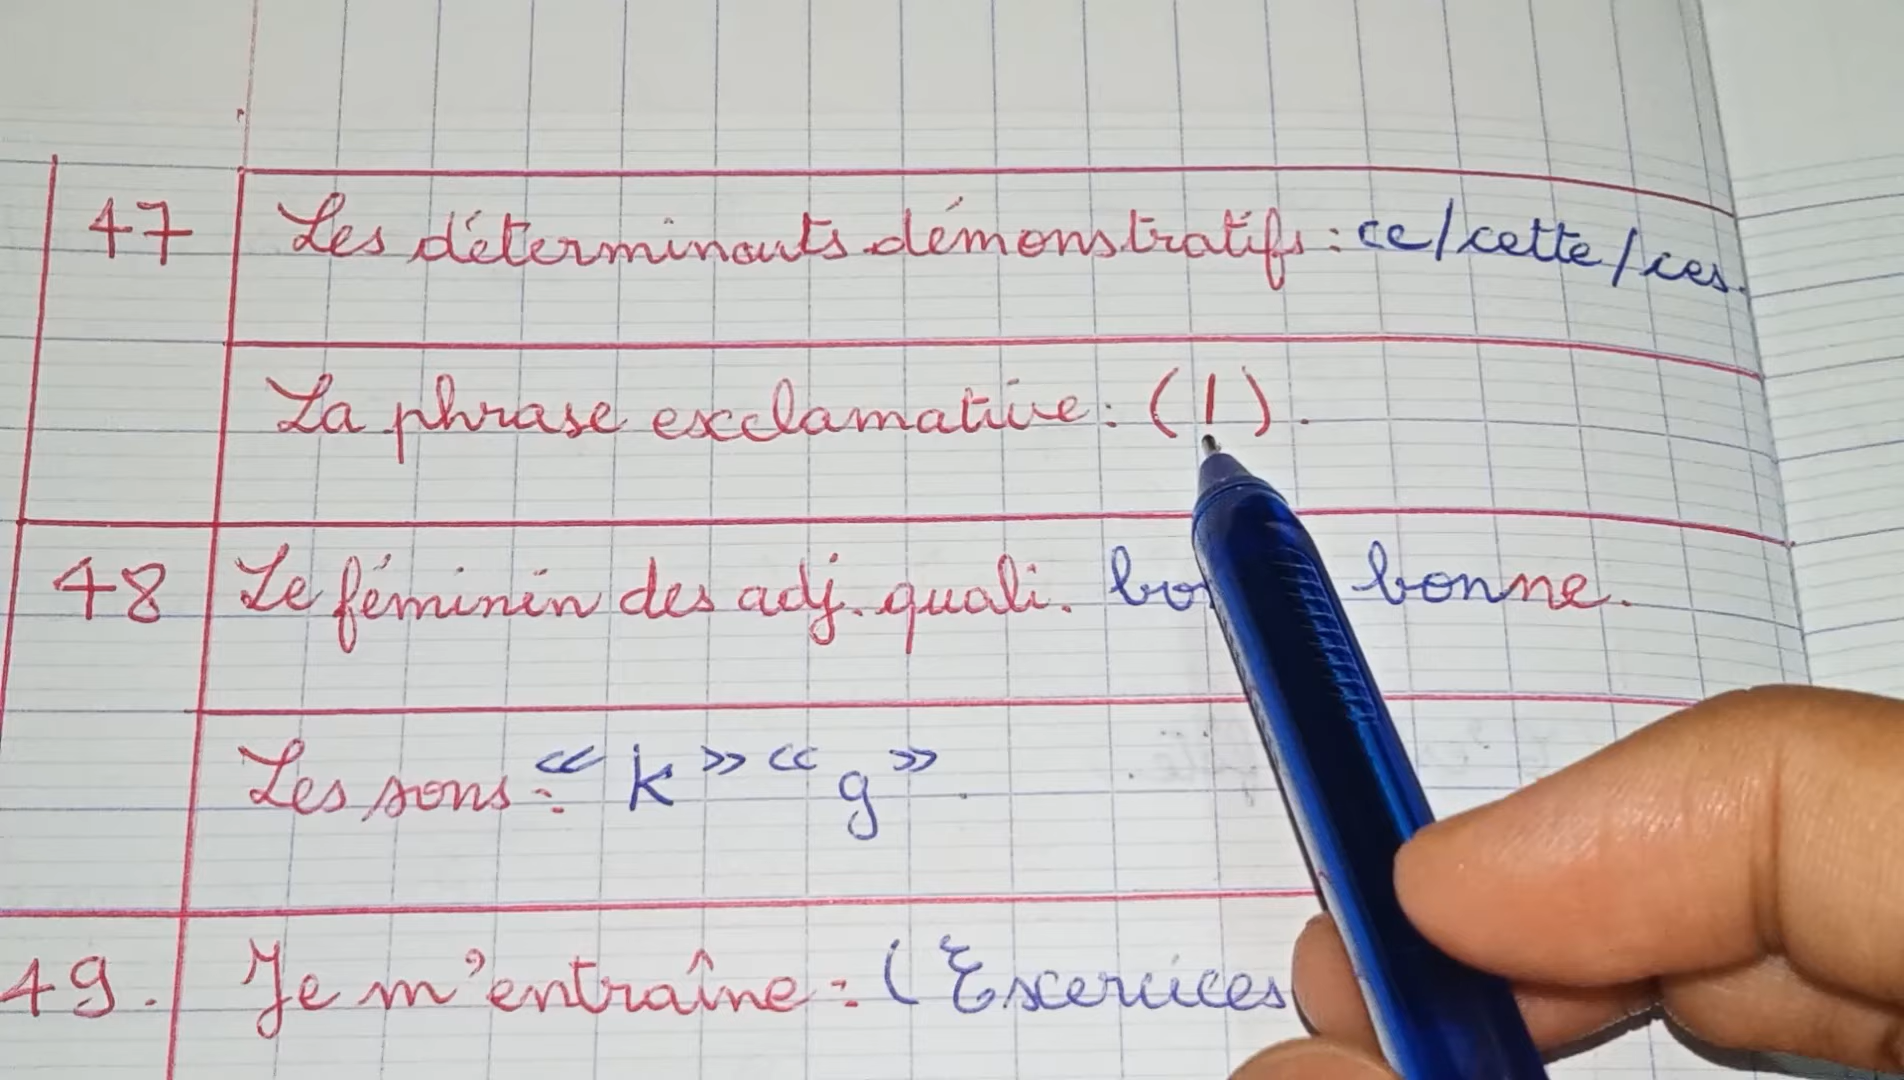 47 Les déterminants démonstratifs : ce/cette/ces.
La phrase exclamative : (!).
48 Le féminin des adj. quali. bonne.
Les sons : « k » « g ».
49. Je m'entraîne : (Excercices